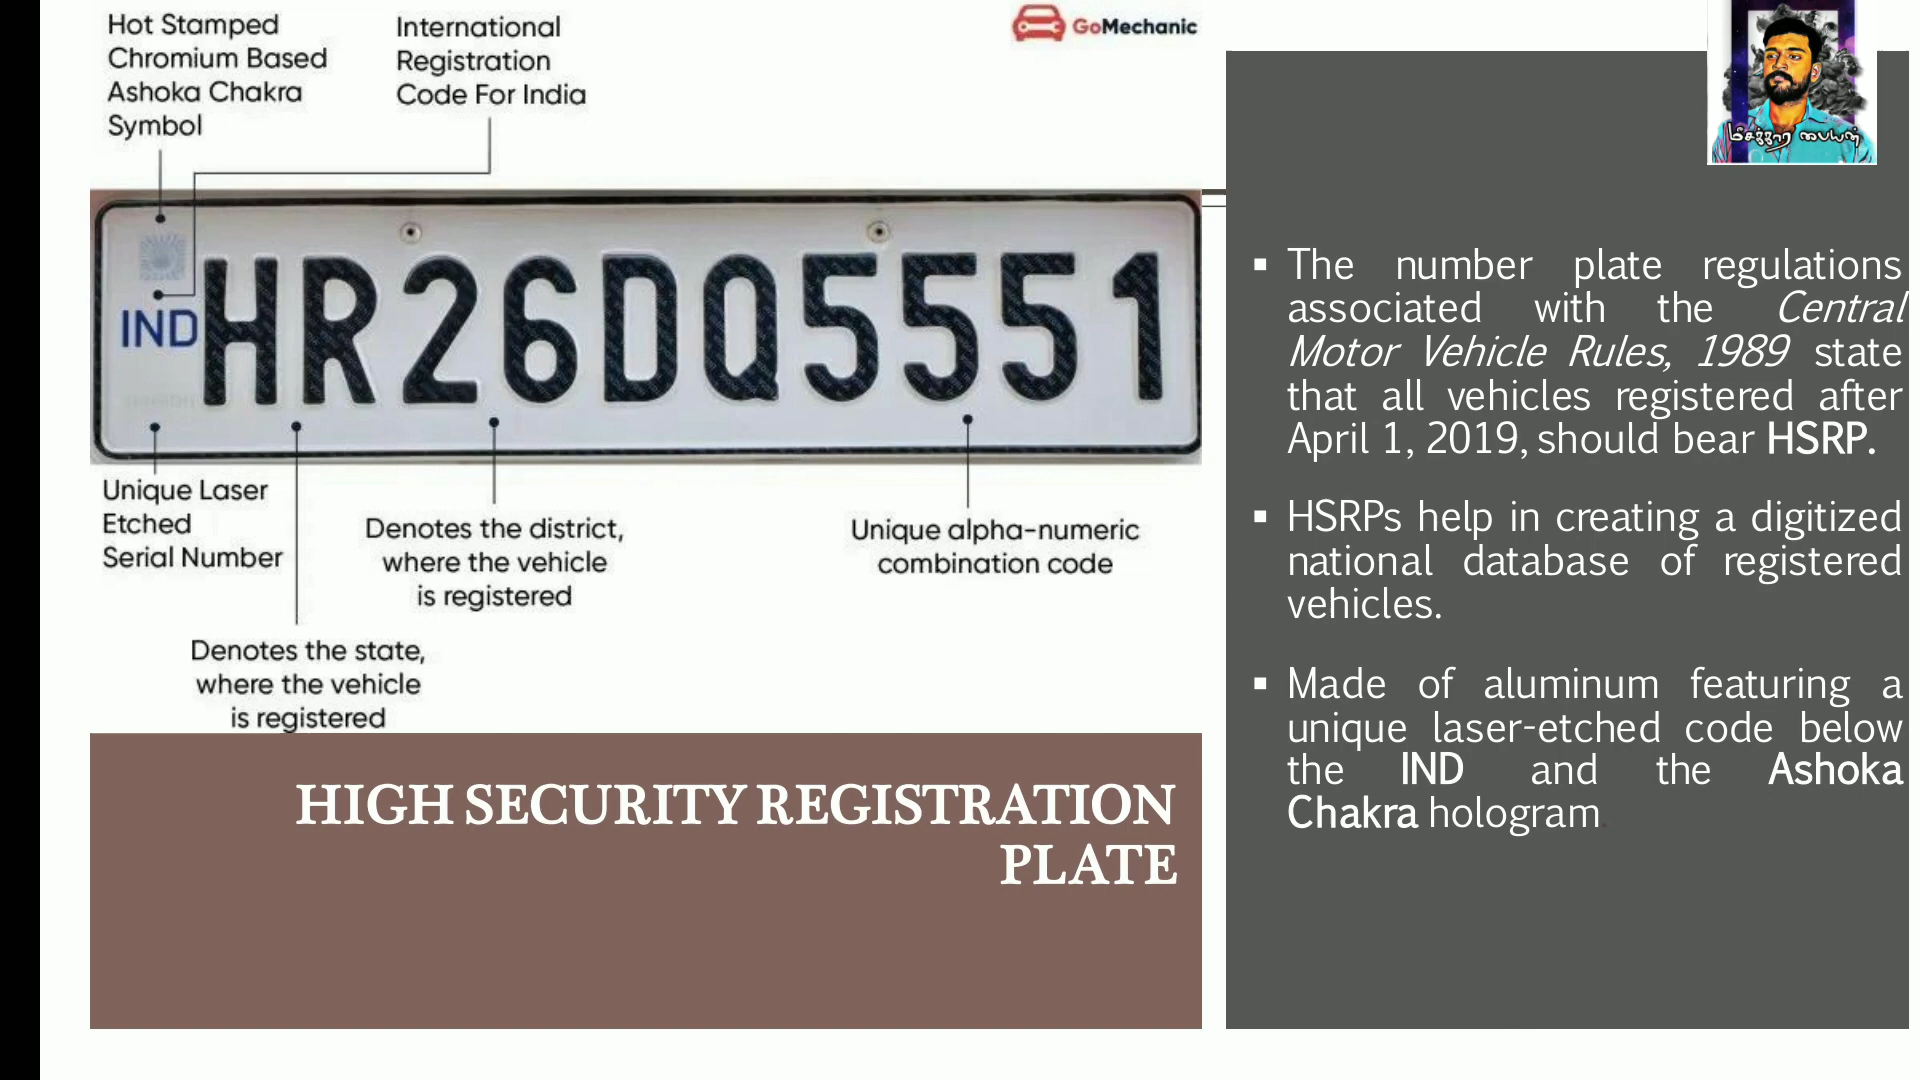 Hot Stamped
Chromium Based
Ashoka Chakra
Symbol
International
Registration
Code For India
GoMechanic
மீசக்கார பையன்
IND
HR26DQ5551
Unique Laser
Etched
Serial Number
Denotes the state,
where the vehicle
is registered
Denotes the district,
where the vehicle
is registered
Unique alpha-numeric
combination code
HIGH SECURITY REGISTRATION
PLATE
▪ The number plate regulations
associated with the Central
Motor Vehicle Rules, 1989 state
that all vehicles registered after
April 1, 2019, should bear HSRP.
▪ HSRPs help in creating a digitized
national database of registered
vehicles.
▪ Made of aluminum featuring a
unique laser-etched code below
the IND and the Ashoka
Chakra hologram.